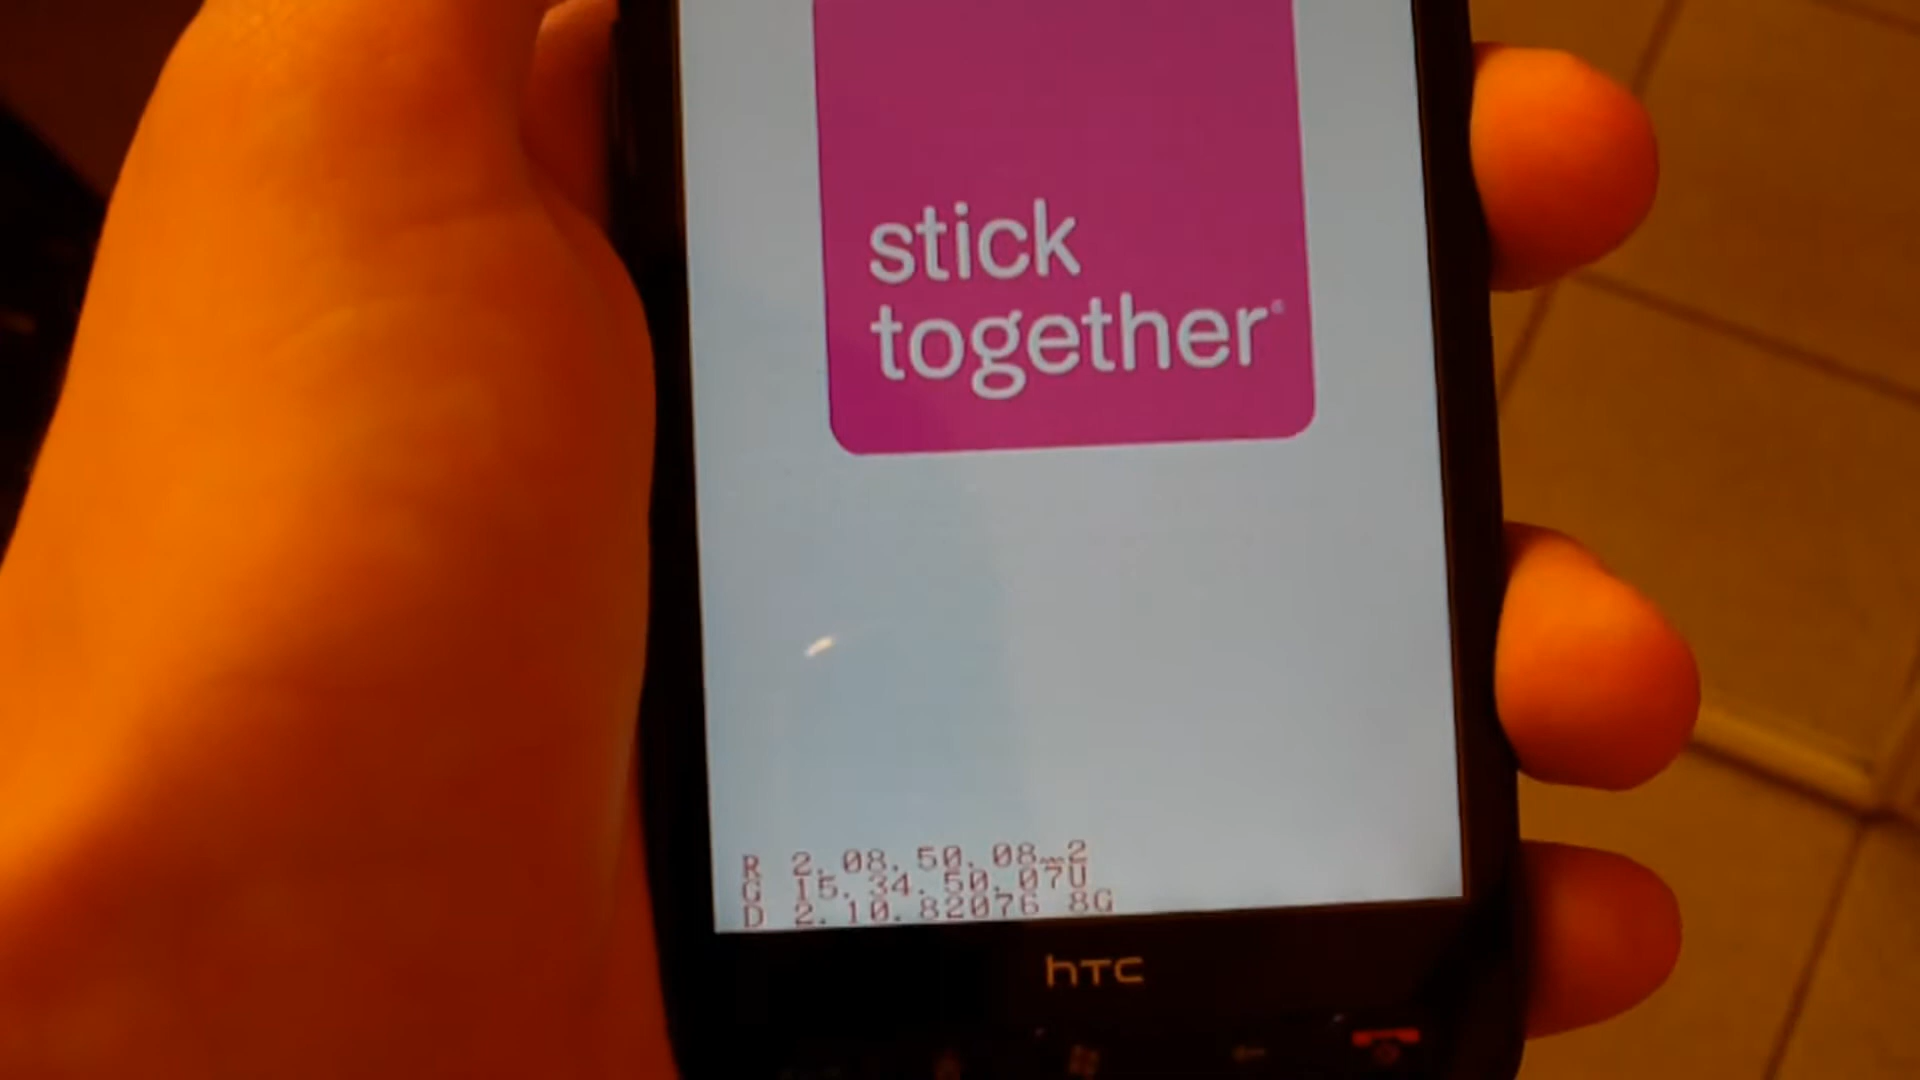 stick
together®
R 2.08.50.08_2
G 15.34.50.07U
D 2.10.82076 8G
hTC